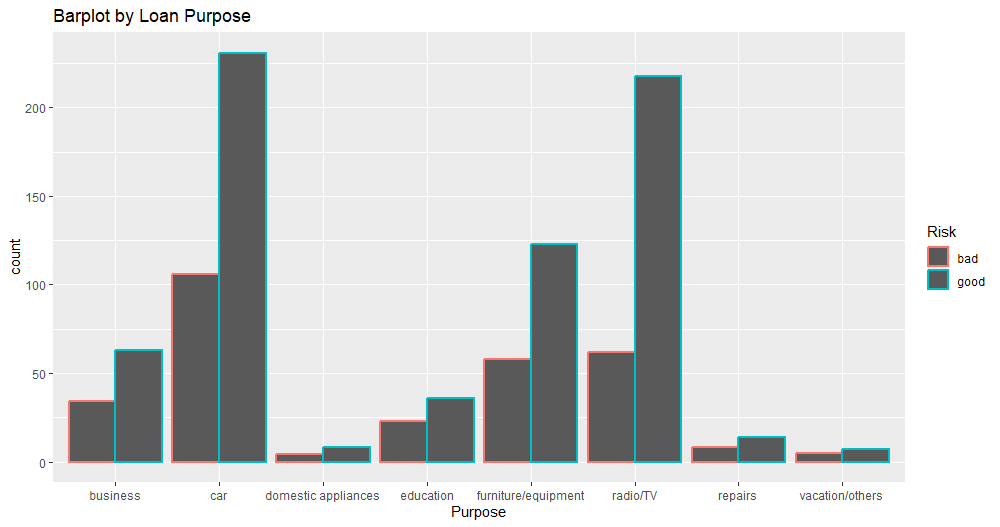 Barplot by Loan Purpose
count
200
150
100
50
0
business car domestic appliances education furniture/equipment radio/TV repairs vacation/others
Purpose
Risk
bad
good